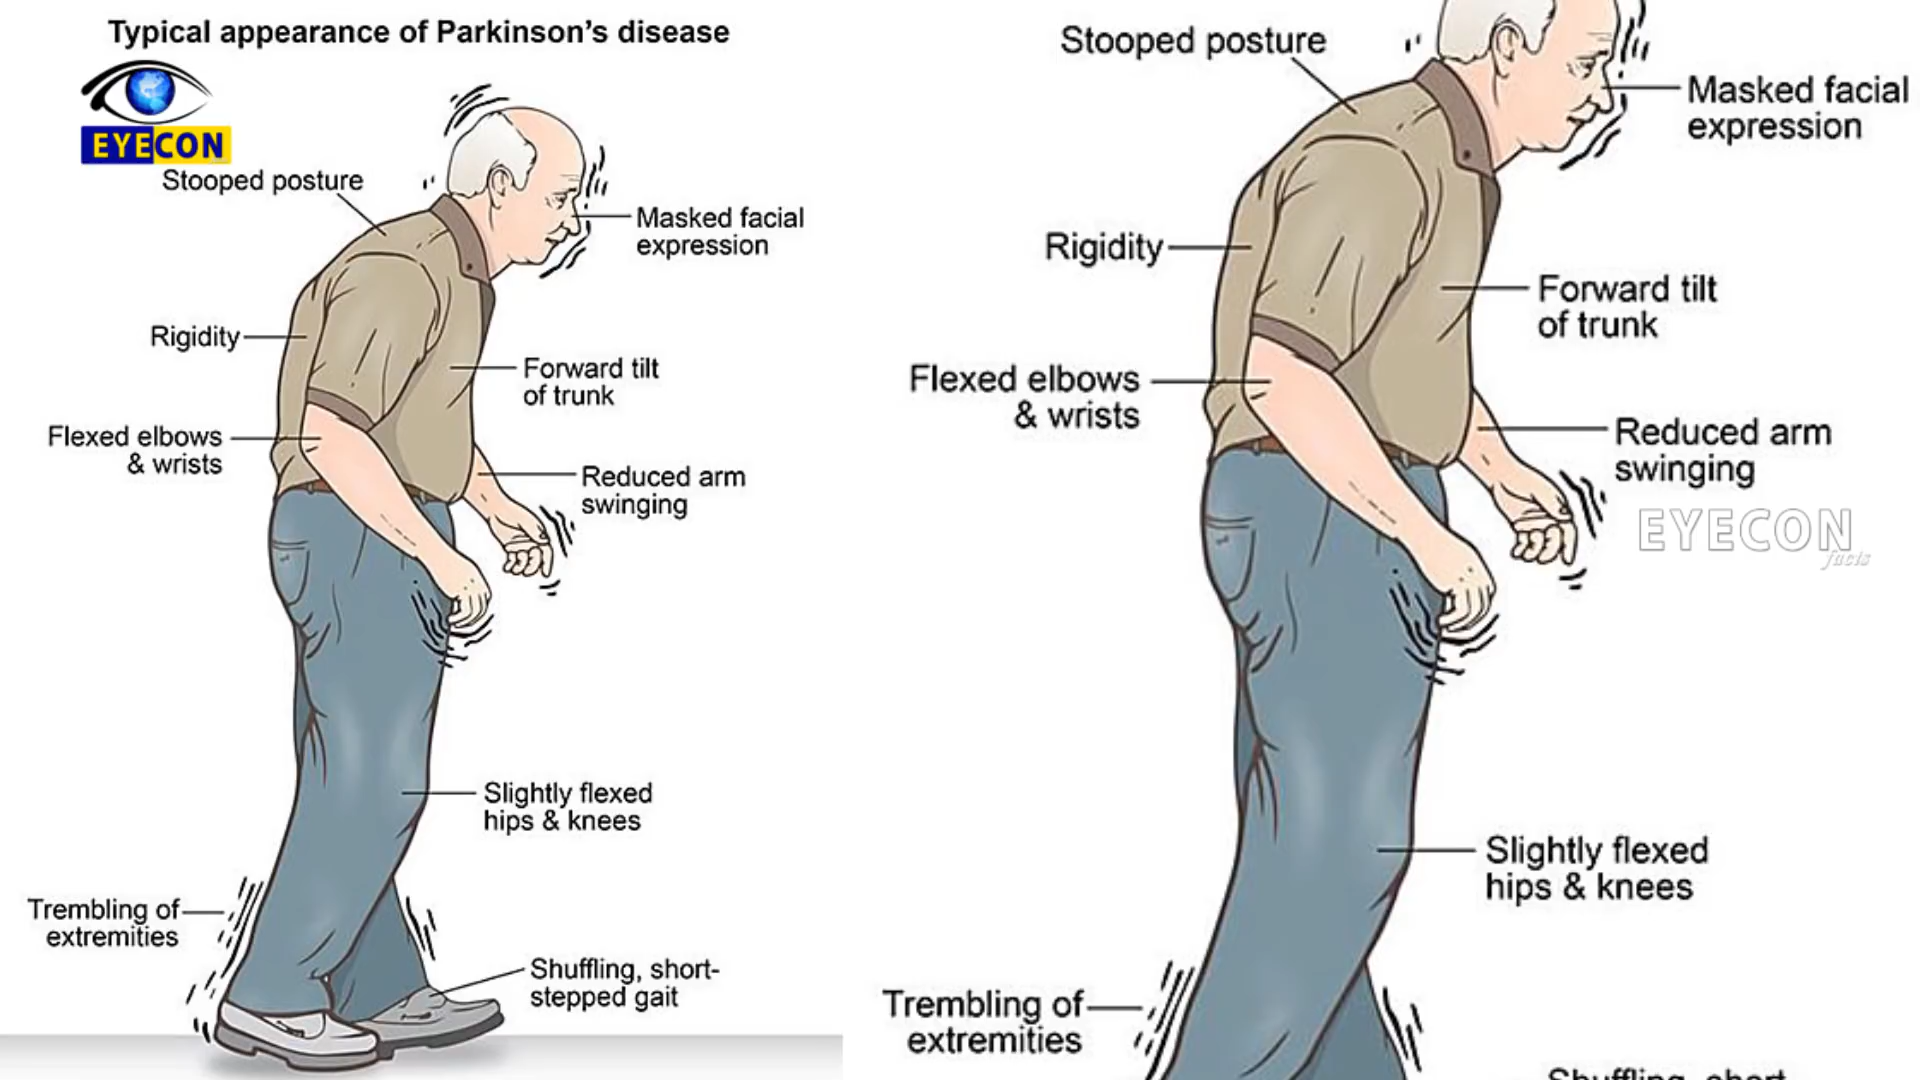 Typical appearance of Parkinson's disease
EYECON
Stooped posture
Masked facial
expression
Rigidity
Forward tilt
of trunk
Flexed elbows
& wrists
Reduced arm
swinging
Slightly flexed
hips & knees
Trembling of
extremities
Shuffling, short-
stepped gait
Stooped posture
Masked facial
expression
Rigidity
Forward tilt
of trunk
Flexed elbows
& wrists
Reduced arm
swinging
EYECON
facts
Slightly flexed
hips & knees
Trembling of
extremities
Shuffling, short-